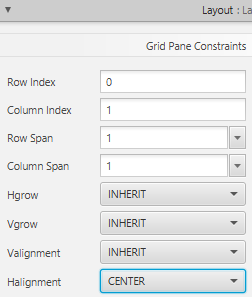 Layout : La
Grid Pane Constraints
Row Index 0
Column Index 1
Row Span 1
Column Span 1
Hgrow INHERIT
Vgrow INHERIT
Valignment INHERIT
Halignment CENTER